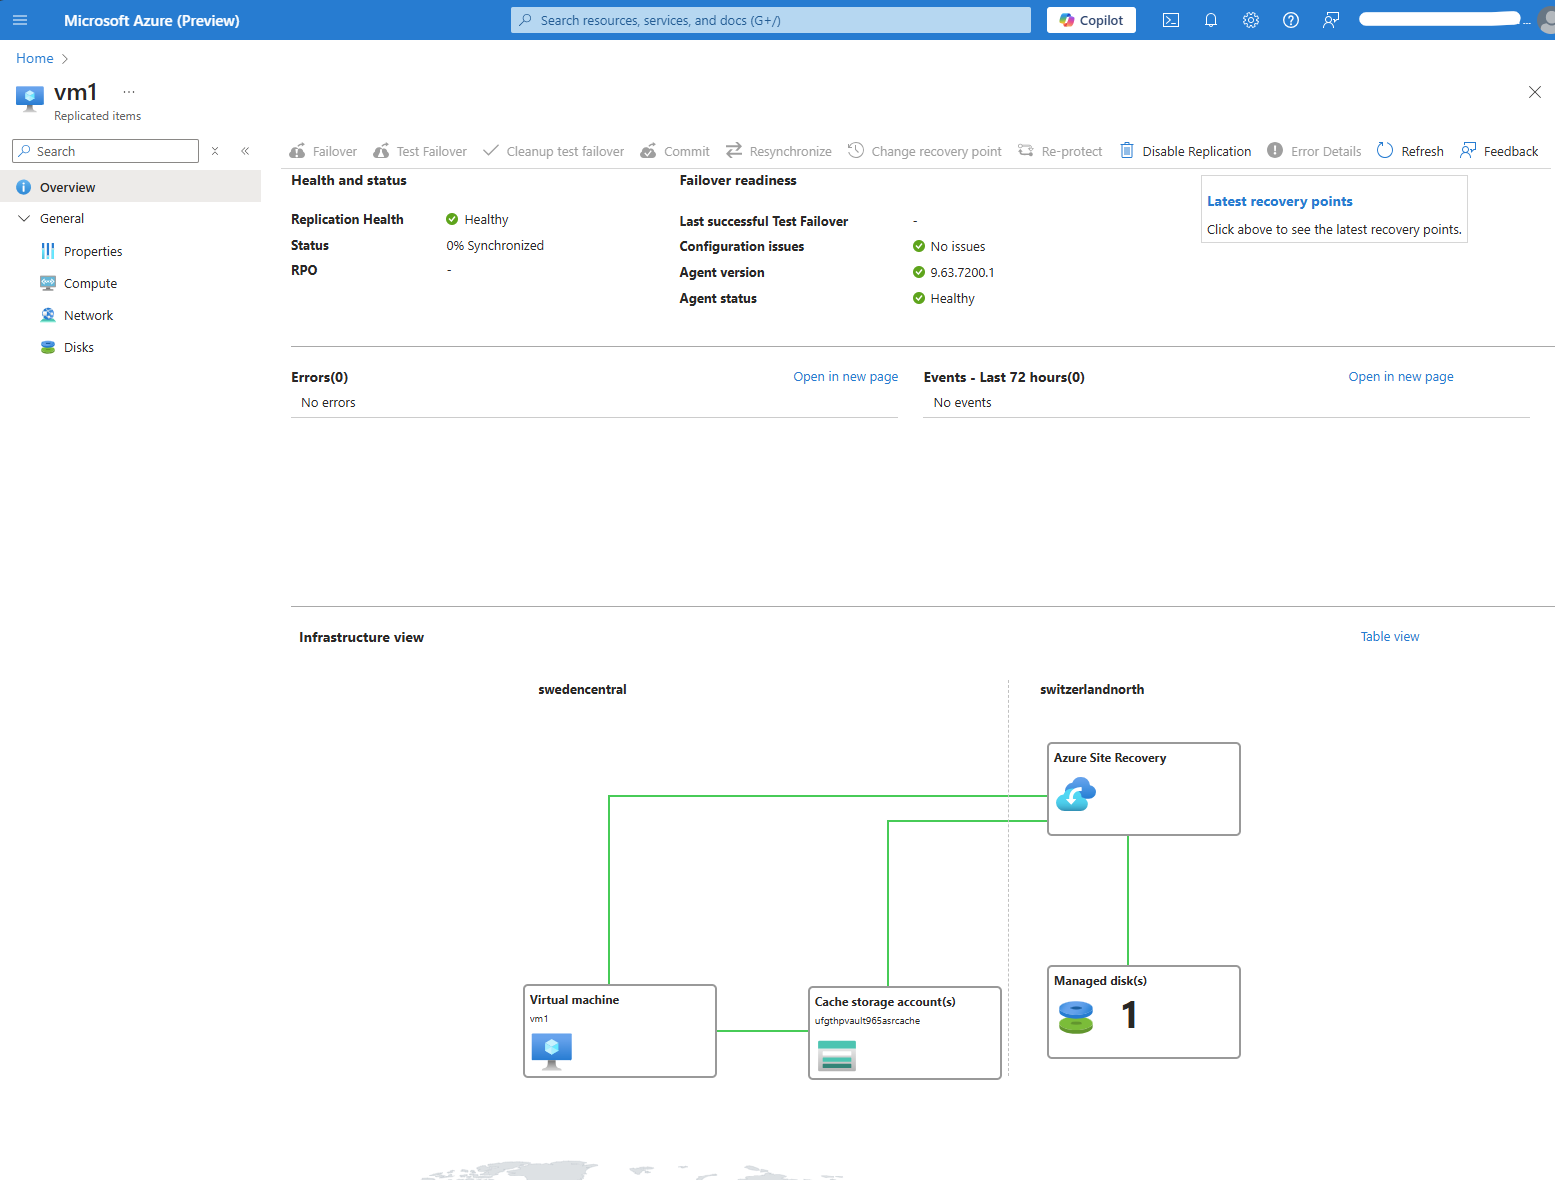 Microsoft Azure (Preview)
Search resources, services, and docs (G+/)
Copilot
...
Home
vm1
...
Replicated items
Search
Failover
Test Failover
Cleanup test failover
Commit
Resynchronize
Change recovery point
Re-protect
Disable Replication
Error Details
Refresh
Feedback
Overview
General
Properties
Compute
Network
Disks
Health and status
Replication Health
Healthy
Status
0% Synchronized
RPO
-
Failover readiness
Last successful Test Failover
-
Configuration issues
No issues
Agent version
9.63.7200.1
Agent status
Healthy
Latest recovery points
Click above to see the latest recovery points.
Errors(0)
Open in new page
No errors
Events - Last 72 hours(0)
Open in new page
No events
Infrastructure view
Table view
swedencentral
switzerlandnorth
Azure Site Recovery
Virtual machine
vm1
Cache storage account(s)
ufgthpvault965asrcache
Managed disk(s)
1